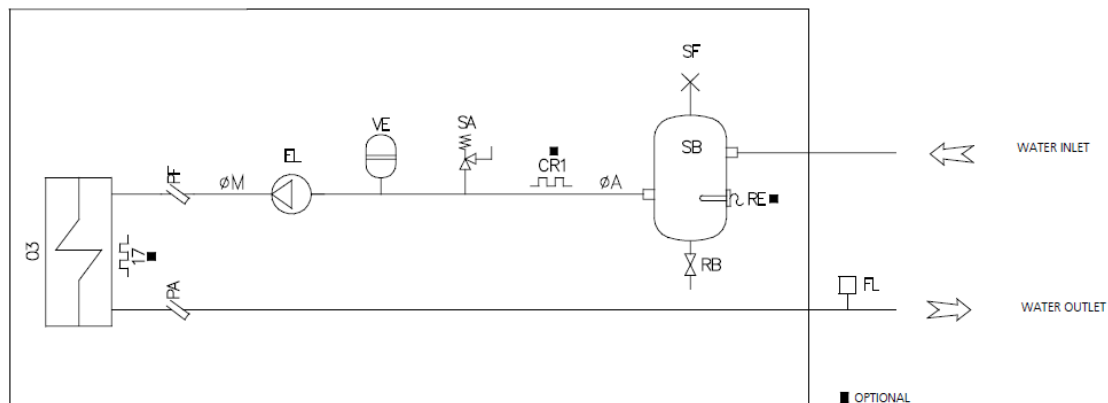 SF
VE
SA
SB
WATER INLET
CR1
EL
PF
ØM
ØA
RE
03
17
RB
PA
FL
WATER OUTLET
OPTIONAL